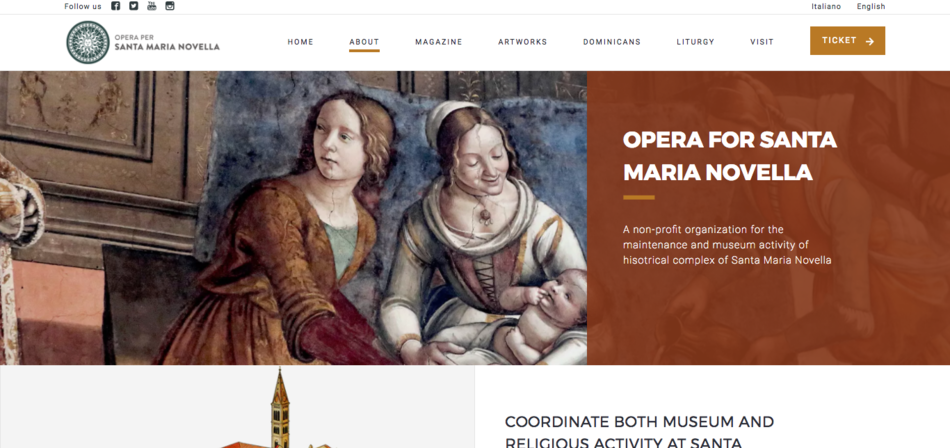 Follow us
Italiano English
OPERA PER
SANTA MARIA NOVELLA
HOME ABOUT MAGAZINE ARTWORKS DOMINICANS LITURGY VISIT
TICKET →
OPERA FOR SANTA
MARIA NOVELLA
A non-profit organization for the
maintenance and museum activity of
hisotrical complex of Santa Maria Novella
COORDINATE BOTH MUSEUM AND
RELIGIOUS ACTIVITY AT SANTA